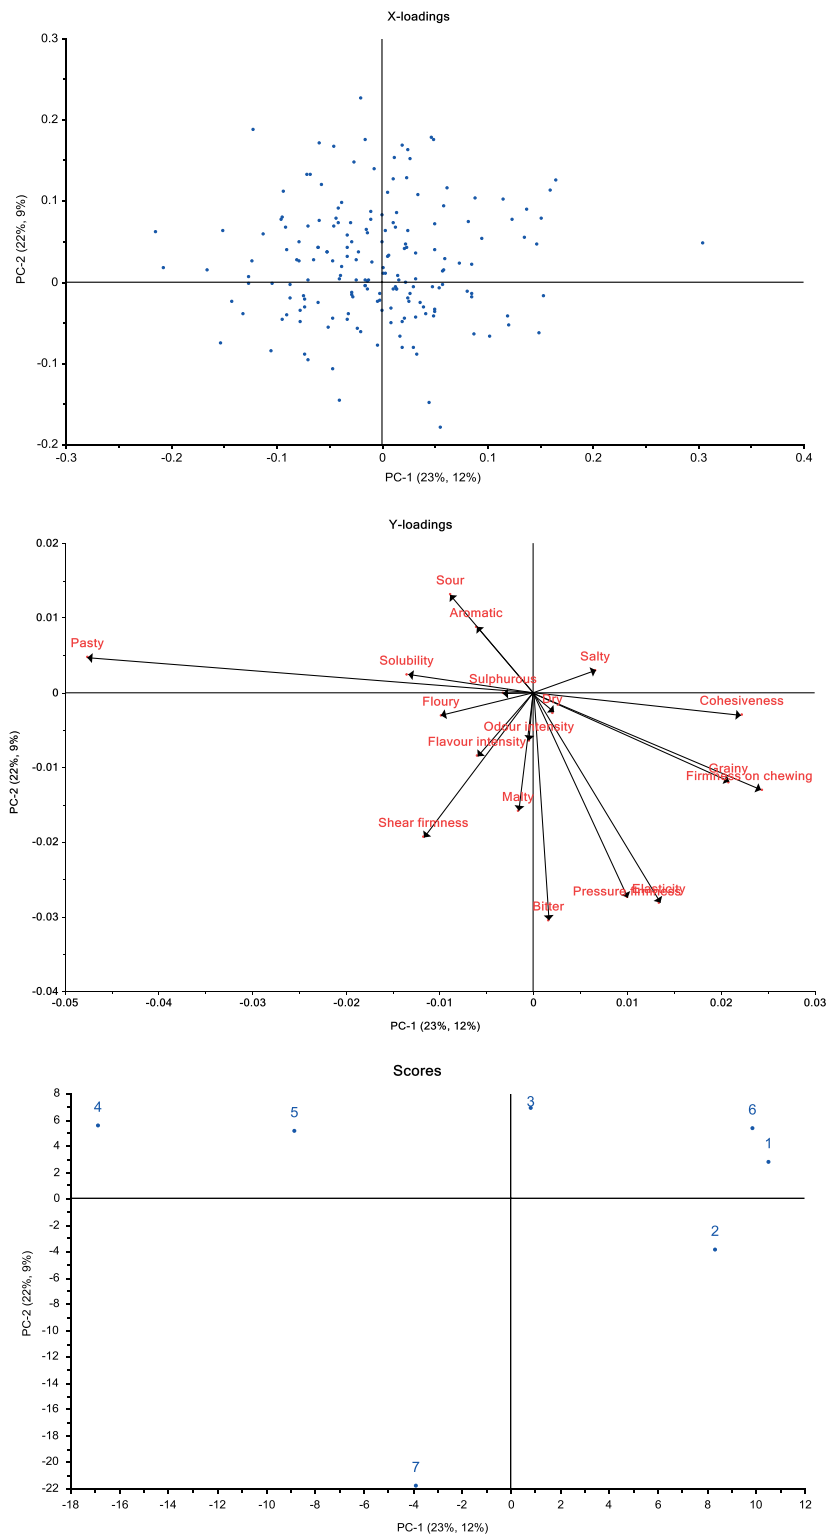 X-loadings
0.3
0.2
0.1
0
-0.1
-0.2
PC-2 (22%, 9%)
-0.3 -0.2 -0.1 0 0.1 0.2 0.3 0.4
PC-1 (23%, 12%)
Y-loadings
0.02
0.01
0
-0.01
-0.02
-0.03
-0.04
PC-2 (22%, 9%)
Sour
Aromatic
Pasty
Salty
Solubility
Sulphurous
Floury
Dry
Cohesiveness
Odour intensity
Flavour intensity
Grainy
Firmness on chewing
Malty
Shear firmness
Pressure firmness
Elasticity
Bitter
-0.05 -0.04 -0.03 -0.02 -0.01 0 0.01 0.02 0.03
PC-1 (23%, 12%)
Scores
8
6
4
2
0
-2
-4
-6
-8
-10
-12
-14
-16
-18
-20
-22
PC-2 (22%, 9%)
4
5
3
6
1
2
7
-18 -16 -14 -12 -10 -8 -6 -4 -2 0 2 4 6 8 10 12
PC-1 (23%, 12%)